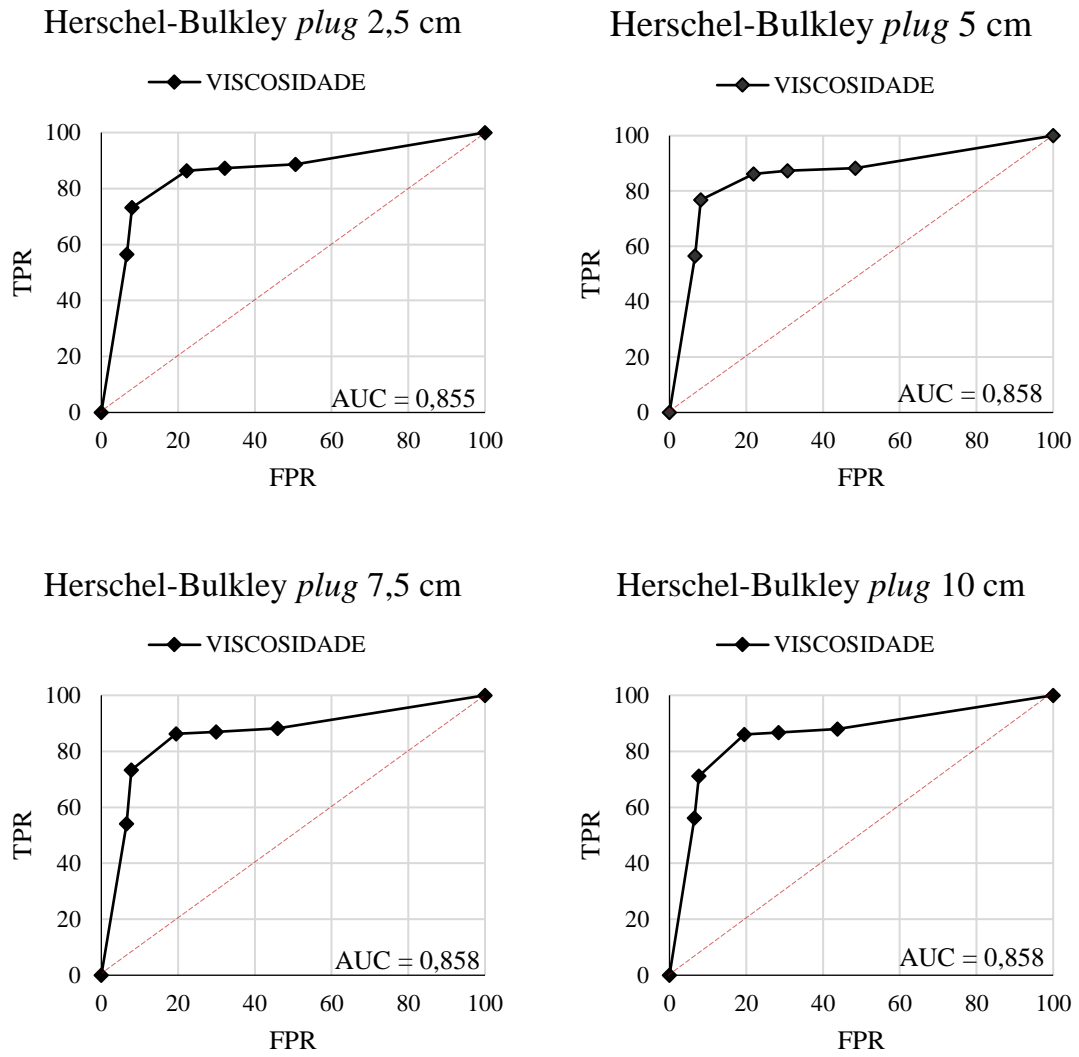 Herschel-Bulkley plug 2,5 cm
VISCOSIDADE
100
80
60
40
20
0
TPR
AUC = 0,855
0 20 40 60 80 100
FPR
Herschel-Bulkley plug 5 cm
VISCOSIDADE
100
80
60
40
20
0
TPR
AUC = 0,858
0 20 40 60 80 100
FPR
Herschel-Bulkley plug 7,5 cm
VISCOSIDADE
100
80
60
40
20
0
TPR
AUC = 0,858
0 20 40 60 80 100
FPR
Herschel-Bulkley plug 10 cm
VISCOSIDADE
100
80
60
40
20
0
TPR
AUC = 0,858
0 20 40 60 80 100
FPR